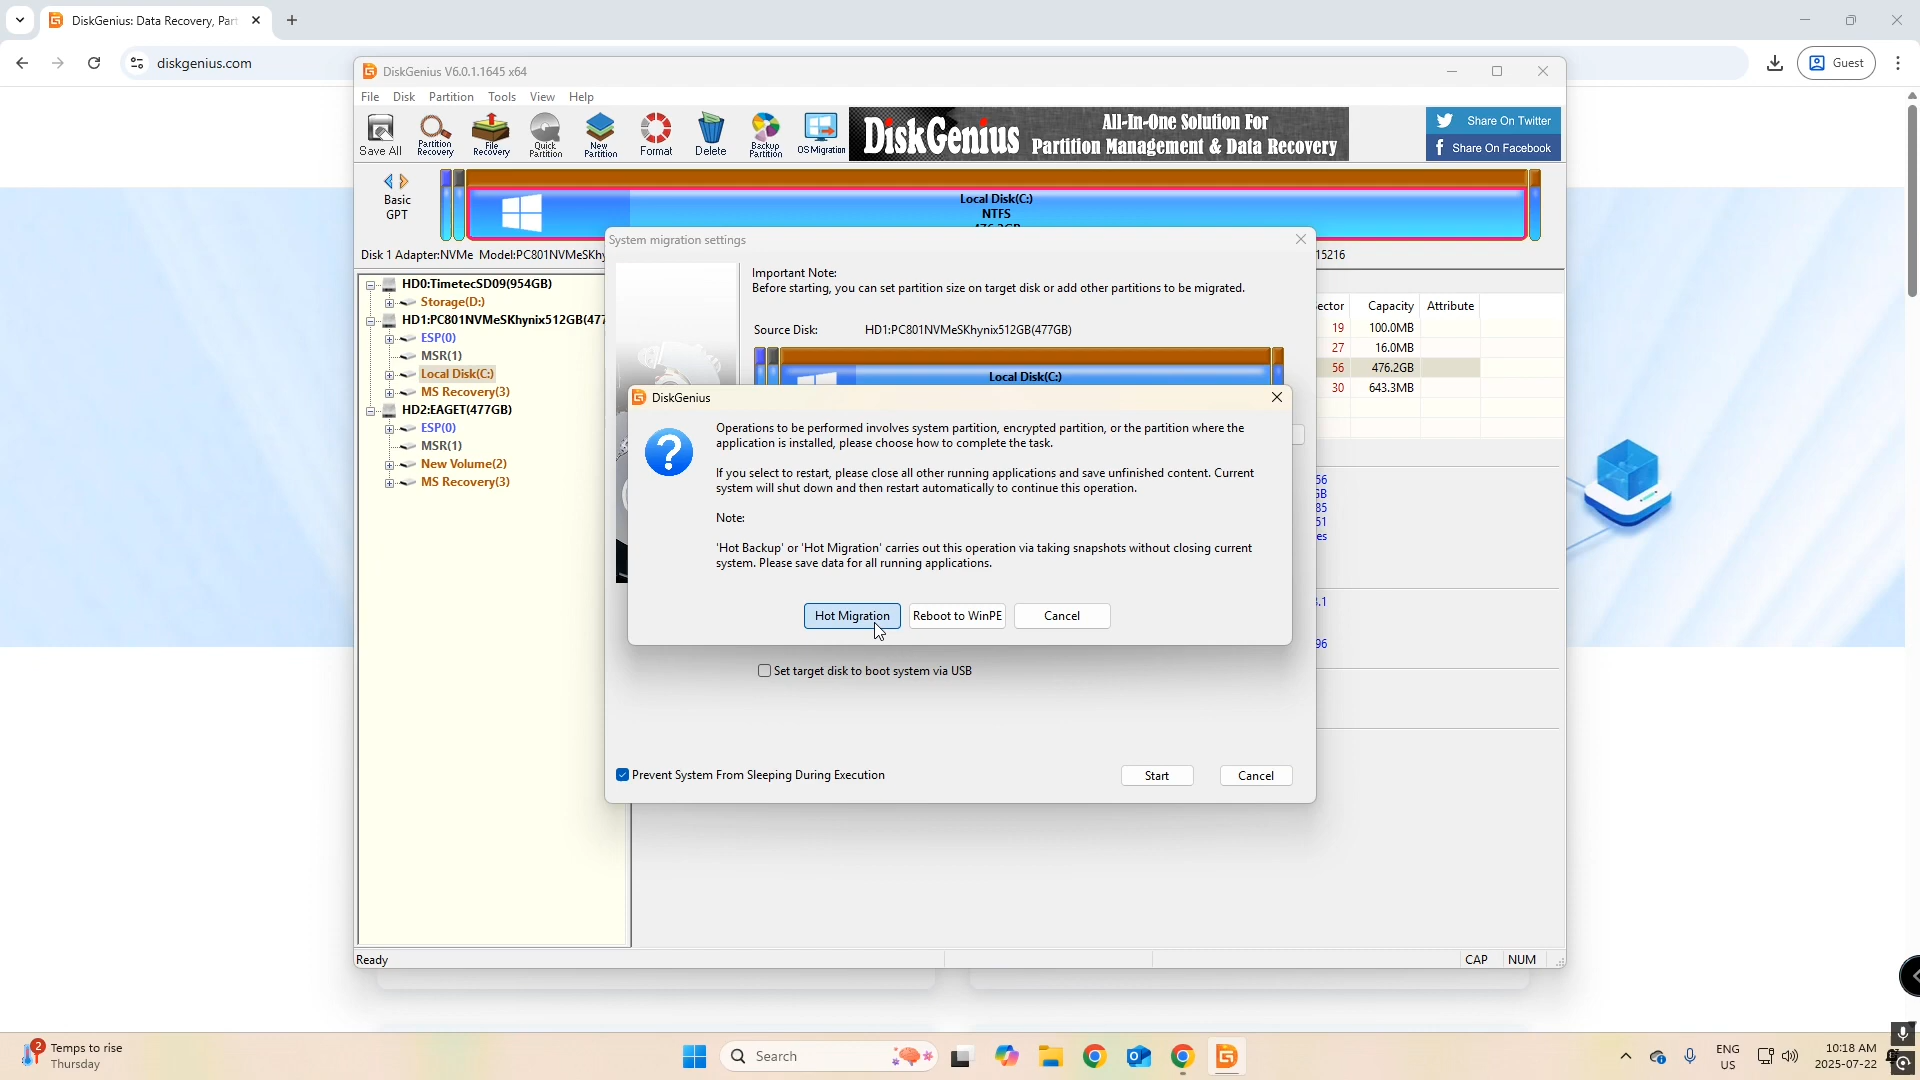 DiskGenius: Data Recovery, Par
diskgenius.com
Guest
DiskGenius V6.0.1.1645 x64
File Disk Partition Tools View Help
Save All
Partition Recovery
File Recovery
Quick Partition
New Partition
Format
Delete
Backup Partition
OS Migration
DiskGenius
All-In-One Solution For
Partition Management & Data Recovery
Share On Twitter
Share On Facebook
Basic
GPT
Local Disk(C:)
NTFS
476.2GB
Disk 1 Adapter:NVMe Model:PC801NVMeSKhy
15216
HD0:TimetecSD09(954GB)
Storage(D:)
HD1:PC801NVMeSKhynix512GB(477
ESP(0)
MSR(1)
Local Disk(C:)
MS Recovery(3)
HD2:EAGET(477GB)
ESP(0)
MSR(1)
New Volume(2)
MS Recovery(3)
ector Capacity Attribute
19 100.0MB
27 16.0MB
56 476.2GB
30 643.3MB
66
GB
85
51
es
.1
96
System migration settings
Important Note:
Before starting, you can set partition size on target disk or add other partitions to be migrated.
Source Disk: HD1:PC801NVMeSKhynix512GB(477GB)
Local Disk(C:)
DiskGenius
Operations to be performed involves system partition, encrypted partition, or the partition where the
application is installed, please choose how to complete the task.
If you select to restart, please close all other running applications and save unfinished content. Current
system will shut down and then restart automatically to continue this operation.
Note:
'Hot Backup' or 'Hot Migration' carries out this operation via taking snapshots without closing current
system. Please save data for all running applications.
Hot Migration Reboot to WinPE Cancel
Set target disk to boot system via USB
Prevent System From Sleeping During Execution
Start Cancel
Ready
CAP NUM
2
Temps to rise
Thursday
Search
ENG
US
10:18 AM
2025-07-22